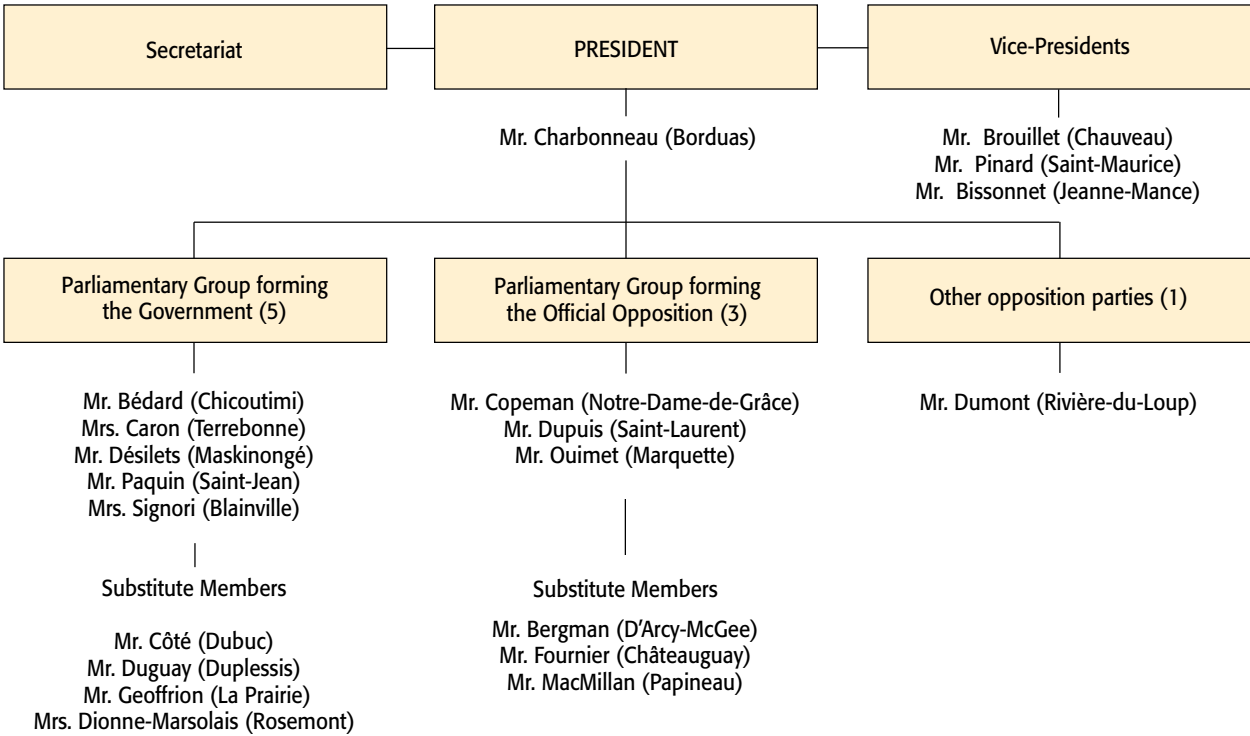 Secretariat
PRESIDENT
Vice-Presidents
Mr. Charbonneau (Borduas)
Mr. Brouillet (Chauveau)
Mr. Pinard (Saint-Maurice)
Mr. Bissonnet (Jeanne-Mance)
Parliamentary Group forming
the Government (5)
Parliamentary Group forming
the Official Opposition (3)
Other opposition parties (1)
Mr. Bédard (Chicoutimi)
Mrs. Caron (Terrebonne)
Mr. Désilets (Maskinongé)
Mr. Paquin (Saint-Jean)
Mrs. Signori (Blainville)
Substitute Members
Mr. Côté (Dubuc)
Mr. Duguay (Duplessis)
Mr. Geoffrion (La Prairie)
Mrs. Dionne-Marsolais (Rosemont)
Mr. Copeman (Notre-Dame-de-Grâce)
Mr. Dupuis (Saint-Laurent)
Mr. Ouimet (Marquette)
Substitute Members
Mr. Bergman (D'Arcy-McGee)
Mr. Fournier (Châteauguay)
Mr. MacMillan (Papineau)
Mr. Dumont (Rivière-du-Loup)